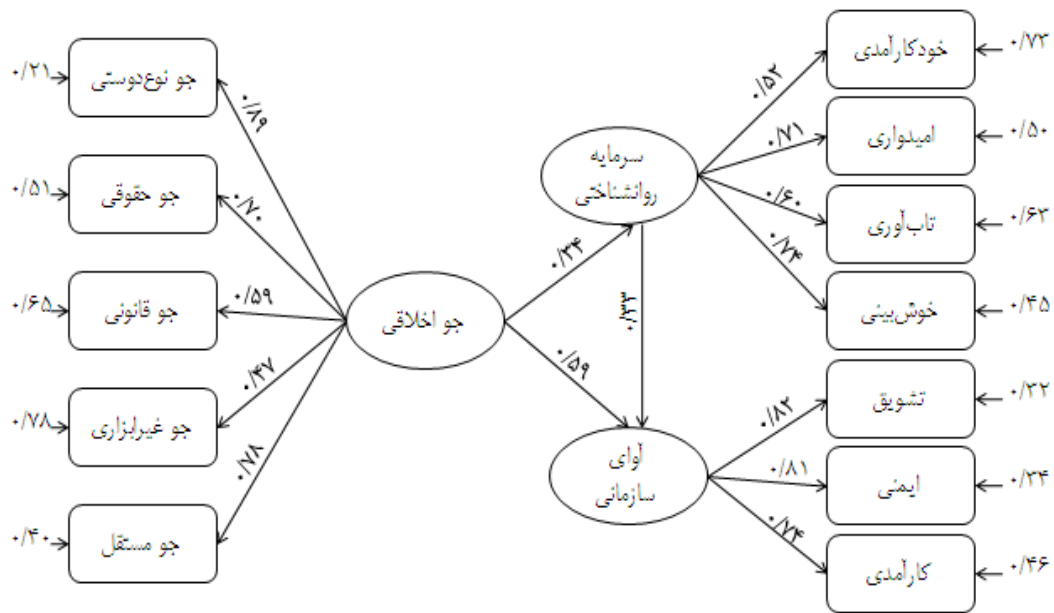 خودکارآمدی
۰/۷۳
۰/۵۲
امیدواری
۰/۵۰
۰/۷۱
تاب‌آوری
۰/۶۳
۰/۶۰
خوش‌بینی
۰/۴۵
۰/۷۴
تشویق
۰/۳۲
۰/۸۲
ایمنی
۰/۳۴
۰/۸۱
کارآمدی
۰/۴۶
۰/۷۴
سرمایه
روانشناختی
۰/۳۴
۰/۳۳
آوای
سازمانی
۰/۵۹
جو اخلاقی
جو نوع‌دوستی
۰/۲۱
۰/۸۹
جو حقوقی
۰/۵۱
۰/۷۰
جو قانونی
۰/۶۵
۰/۵۹
جو غیرابزاری
۰/۷۸
۰/۴۷
جو مستقل
۰/۴۰
۰/۷۸